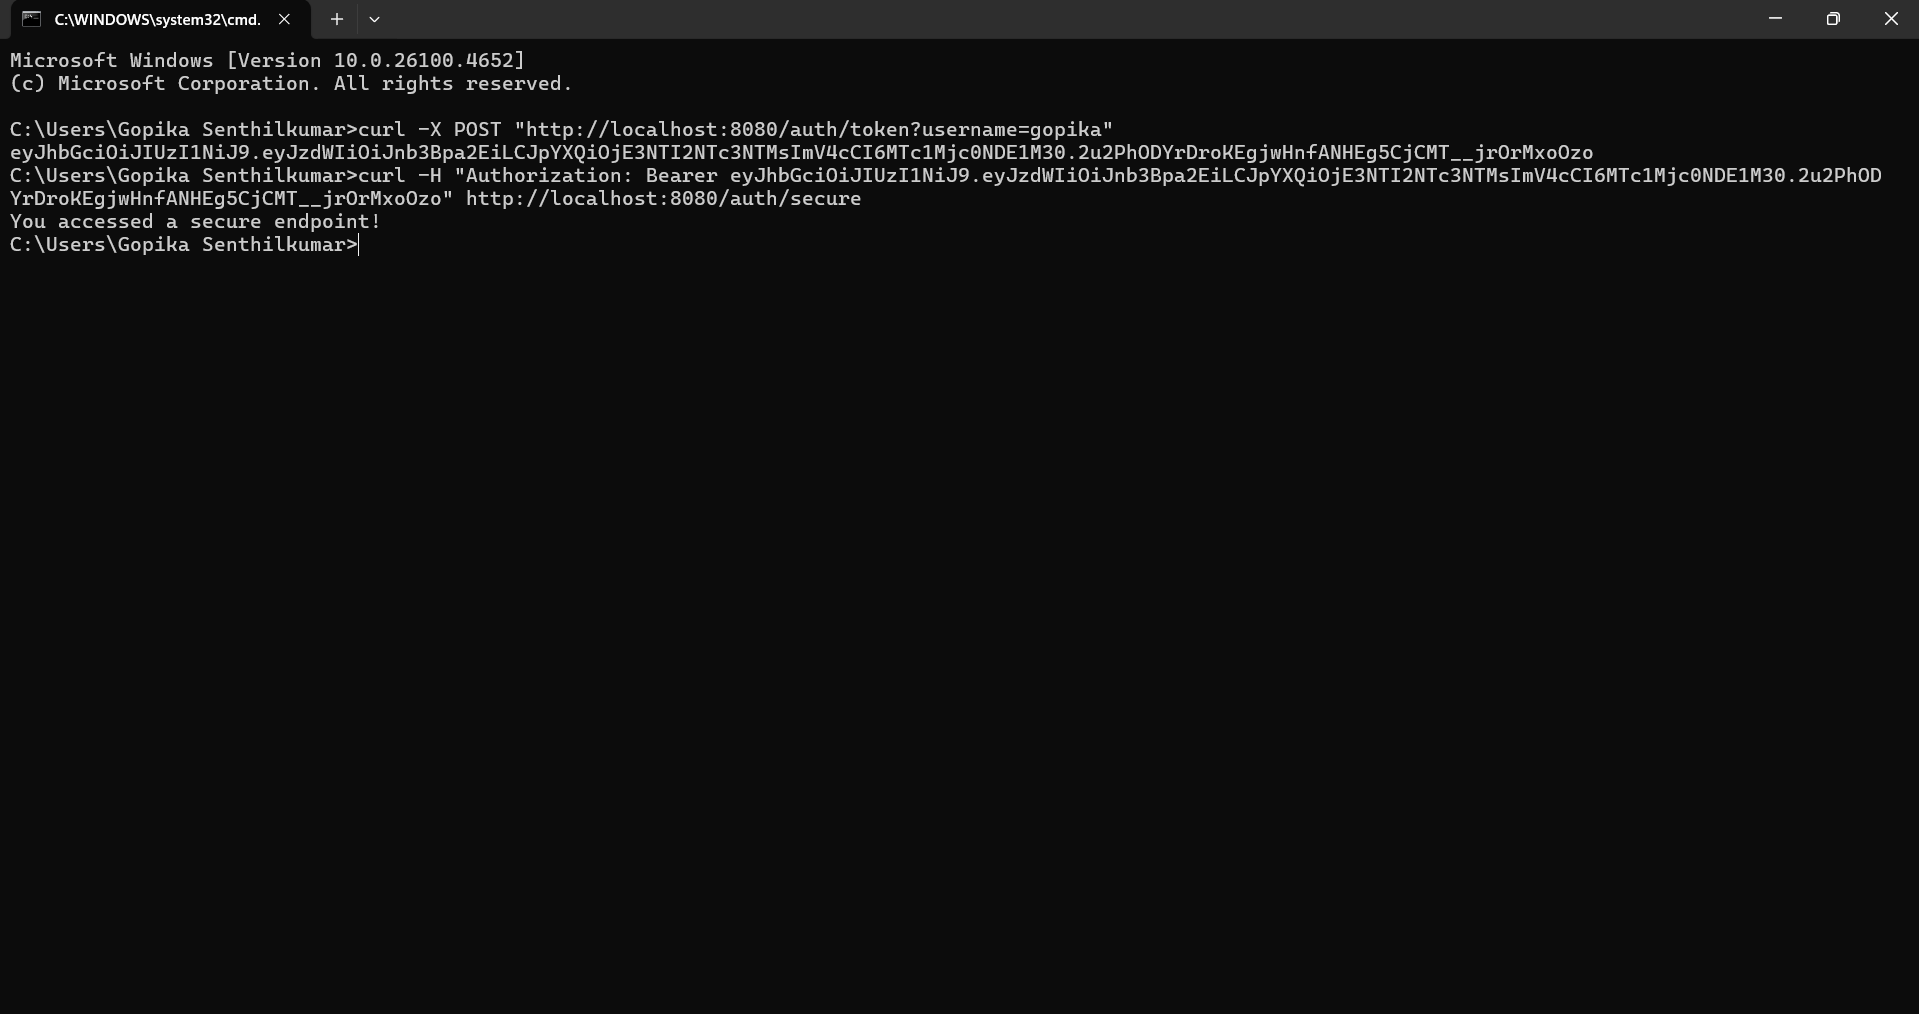 C:\WINDOWS\system32\cmd.
Microsoft Windows [Version 10.0.26100.4652]
(c) Microsoft Corporation. All rights reserved.
C:\Users\Gopika Senthilkumar>curl -X POST "http://localhost:8080/auth/token?username=gopika"
eyJhbGciOiJIUzI1NiJ9.eyJzdWIiOiJnb3Bpa2EiLCJpYXQiOjE3NTI2NTc3NTMsImV4cCI6MTc1Mjc0NDE1M30.2u2PhODYrDroKEgjwHnfANHEg5CjCMT__jrOrMxoOzo
C:\Users\Gopika Senthilkumar>curl -H "Authorization: Bearer eyJhbGciOiJIUzI1NiJ9.eyJzdWIiOiJnb3Bpa2EiLCJpYXQiOjE3NTI2NTc3NTMsImV4cCI6MTc1Mjc0NDE1M30.2u2PhOD
YrDroKEgjwHnfANHEg5CjCMT__jrOrMxoOzo" http://localhost:8080/auth/secure
You accessed a secure endpoint!
C:\Users\Gopika Senthilkumar>